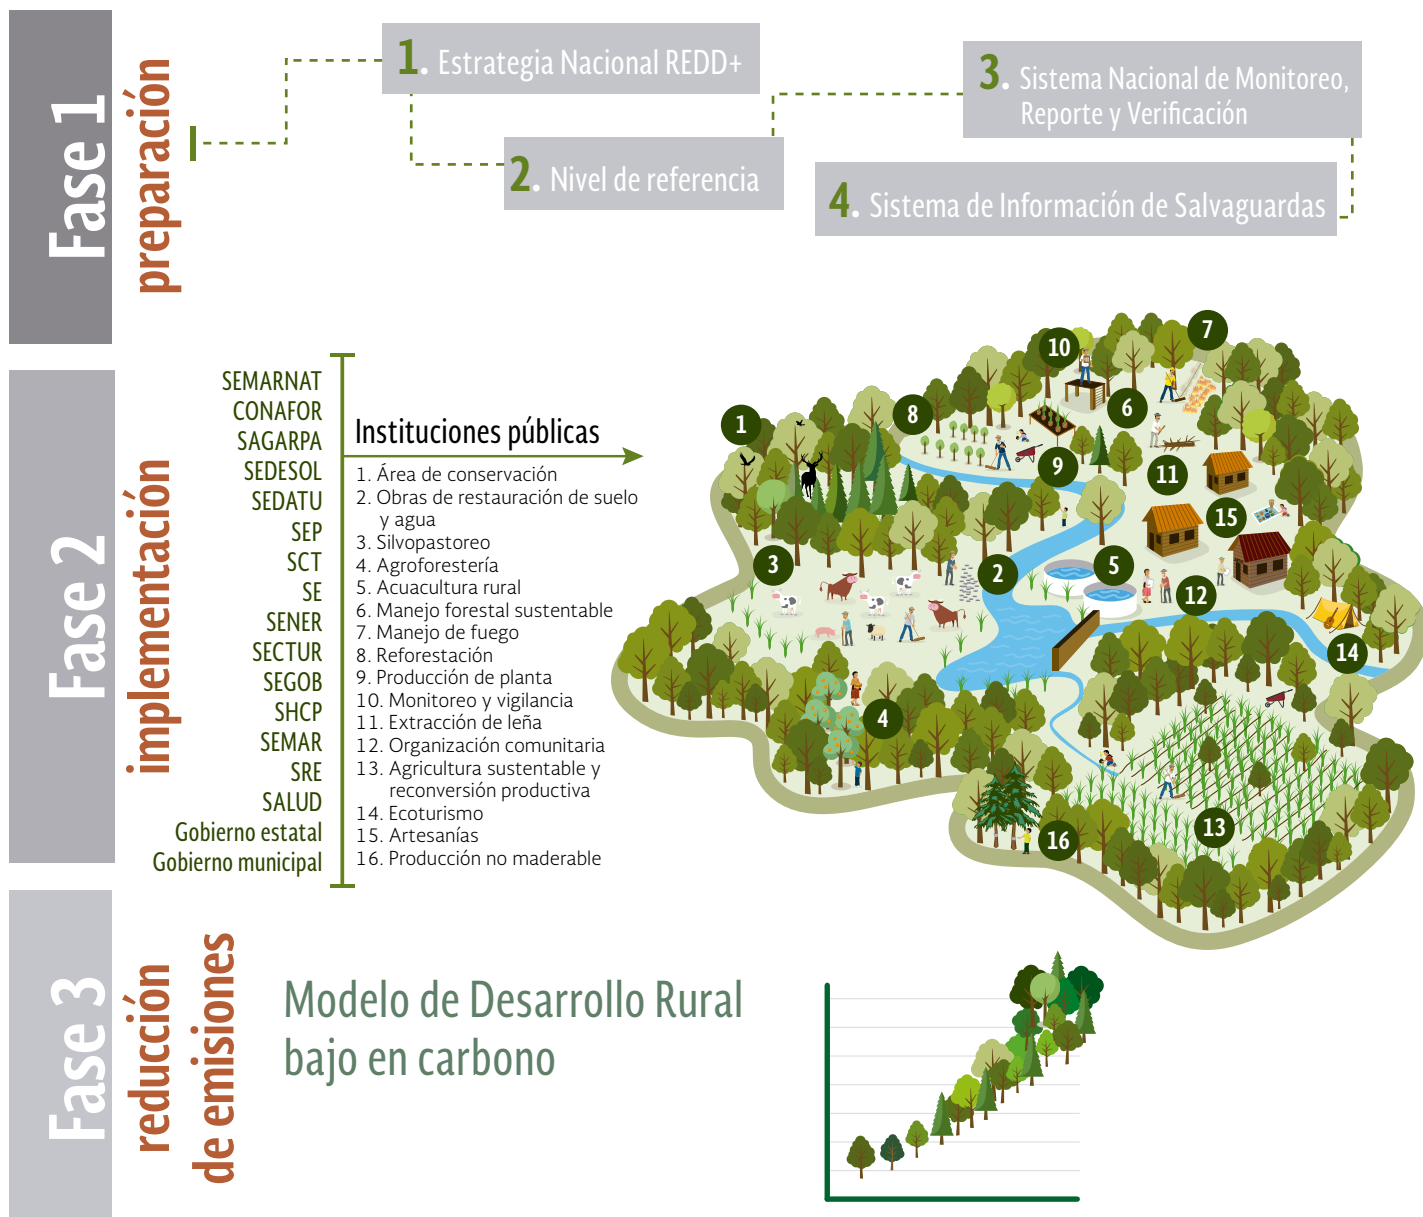 Fase 1
preparación
1. Estrategia Nacional REDD+
2. Nivel de referencia
3. Sistema Nacional de Monitoreo,
Reporte y Verificación
4. Sistema de Información de Salvaguardas
Fase 2
implementación
SEMARNAT
CONAFOR
SAGARPA
SEDESOL
SEDATU
SEP
SCT
SE
SENER
SECTUR
SEGOB
SHCP
SEMAR
SRE
SALUD
Gobierno estatal
Gobierno municipal
Instituciones públicas
1. Área de conservación
2. Obras de restauración de suelo
y agua
3. Silvopastoreo
4. Agroforestería
5. Acuacultura rural
6. Manejo forestal sustentable
7. Manejo de fuego
8. Reforestación
9. Producción de planta
10. Monitoreo y vigilancia
11. Extracción de leña
12. Organización comunitaria
13. Agricultura sustentable y
reconversión productiva
14. Ecoturismo
15. Artesanías
16. Producción no maderable
7
10
6
1
8
9
11
15
3
2
5
12
14
4
13
16
Fase 3
reducción
de emisiones
Modelo de Desarrollo Rural
bajo en carbono